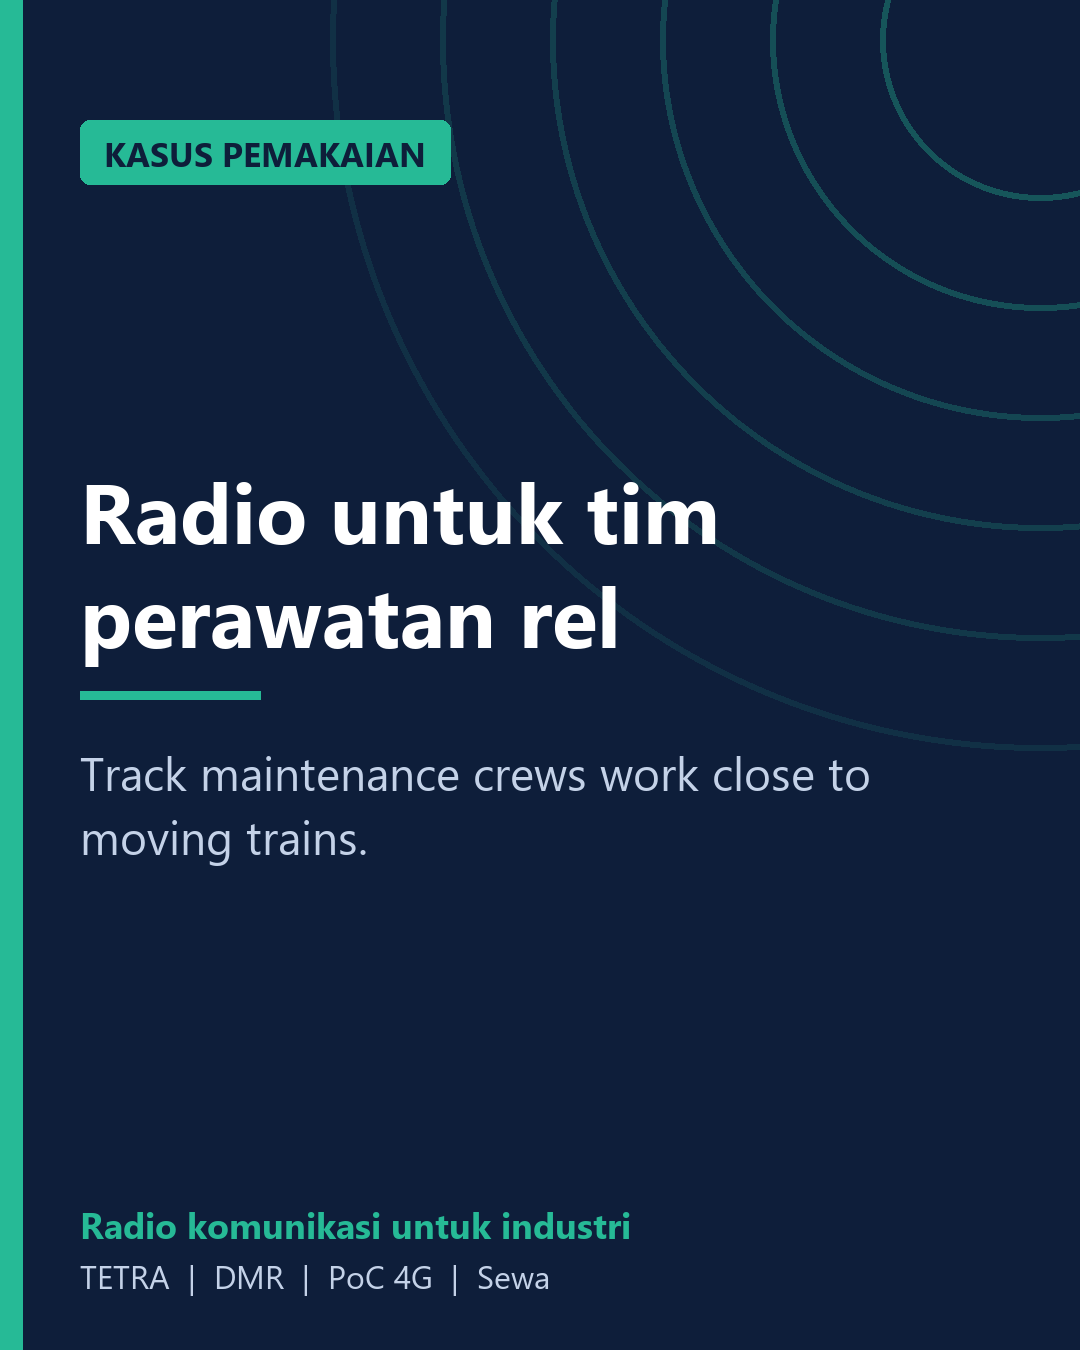 KASUS PEMAKAIAN
Radio untuk tim
perawatan rel
Track maintenance crews work close to
moving trains.
Radio komunikasi untuk industri
TETRA | DMR | PoC 4G | Sewa